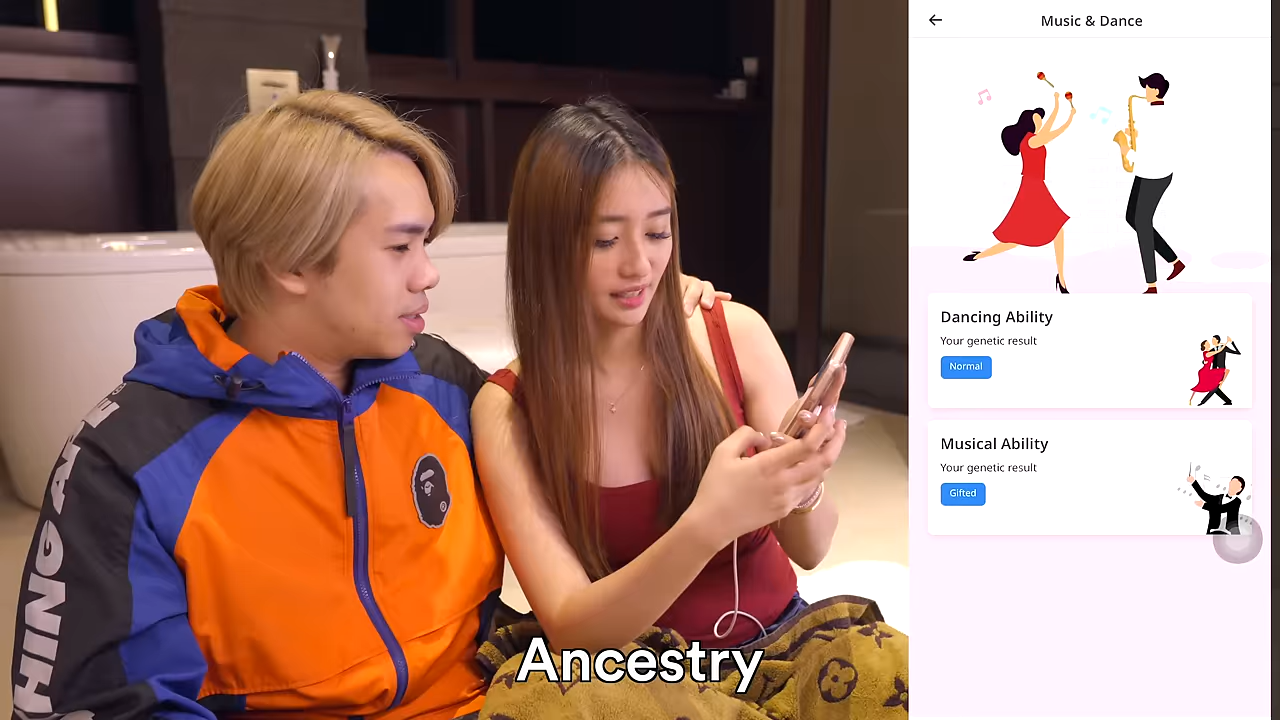 Music & Dance
Dancing Ability
Your genetic result
Normal
Musical Ability
Your genetic result
Gifted
Ancestry